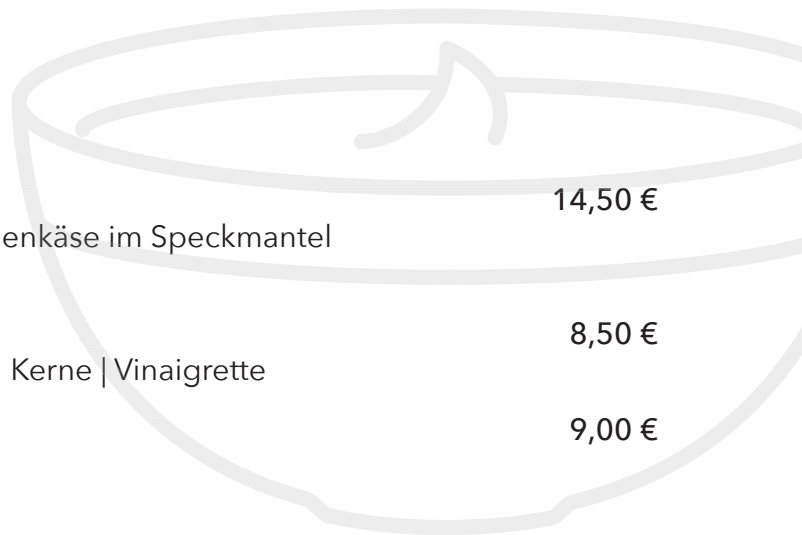 14,50 €
enkäse im Speckmantel
8,50 €
Kerne | Vinaigrette
9,00 €